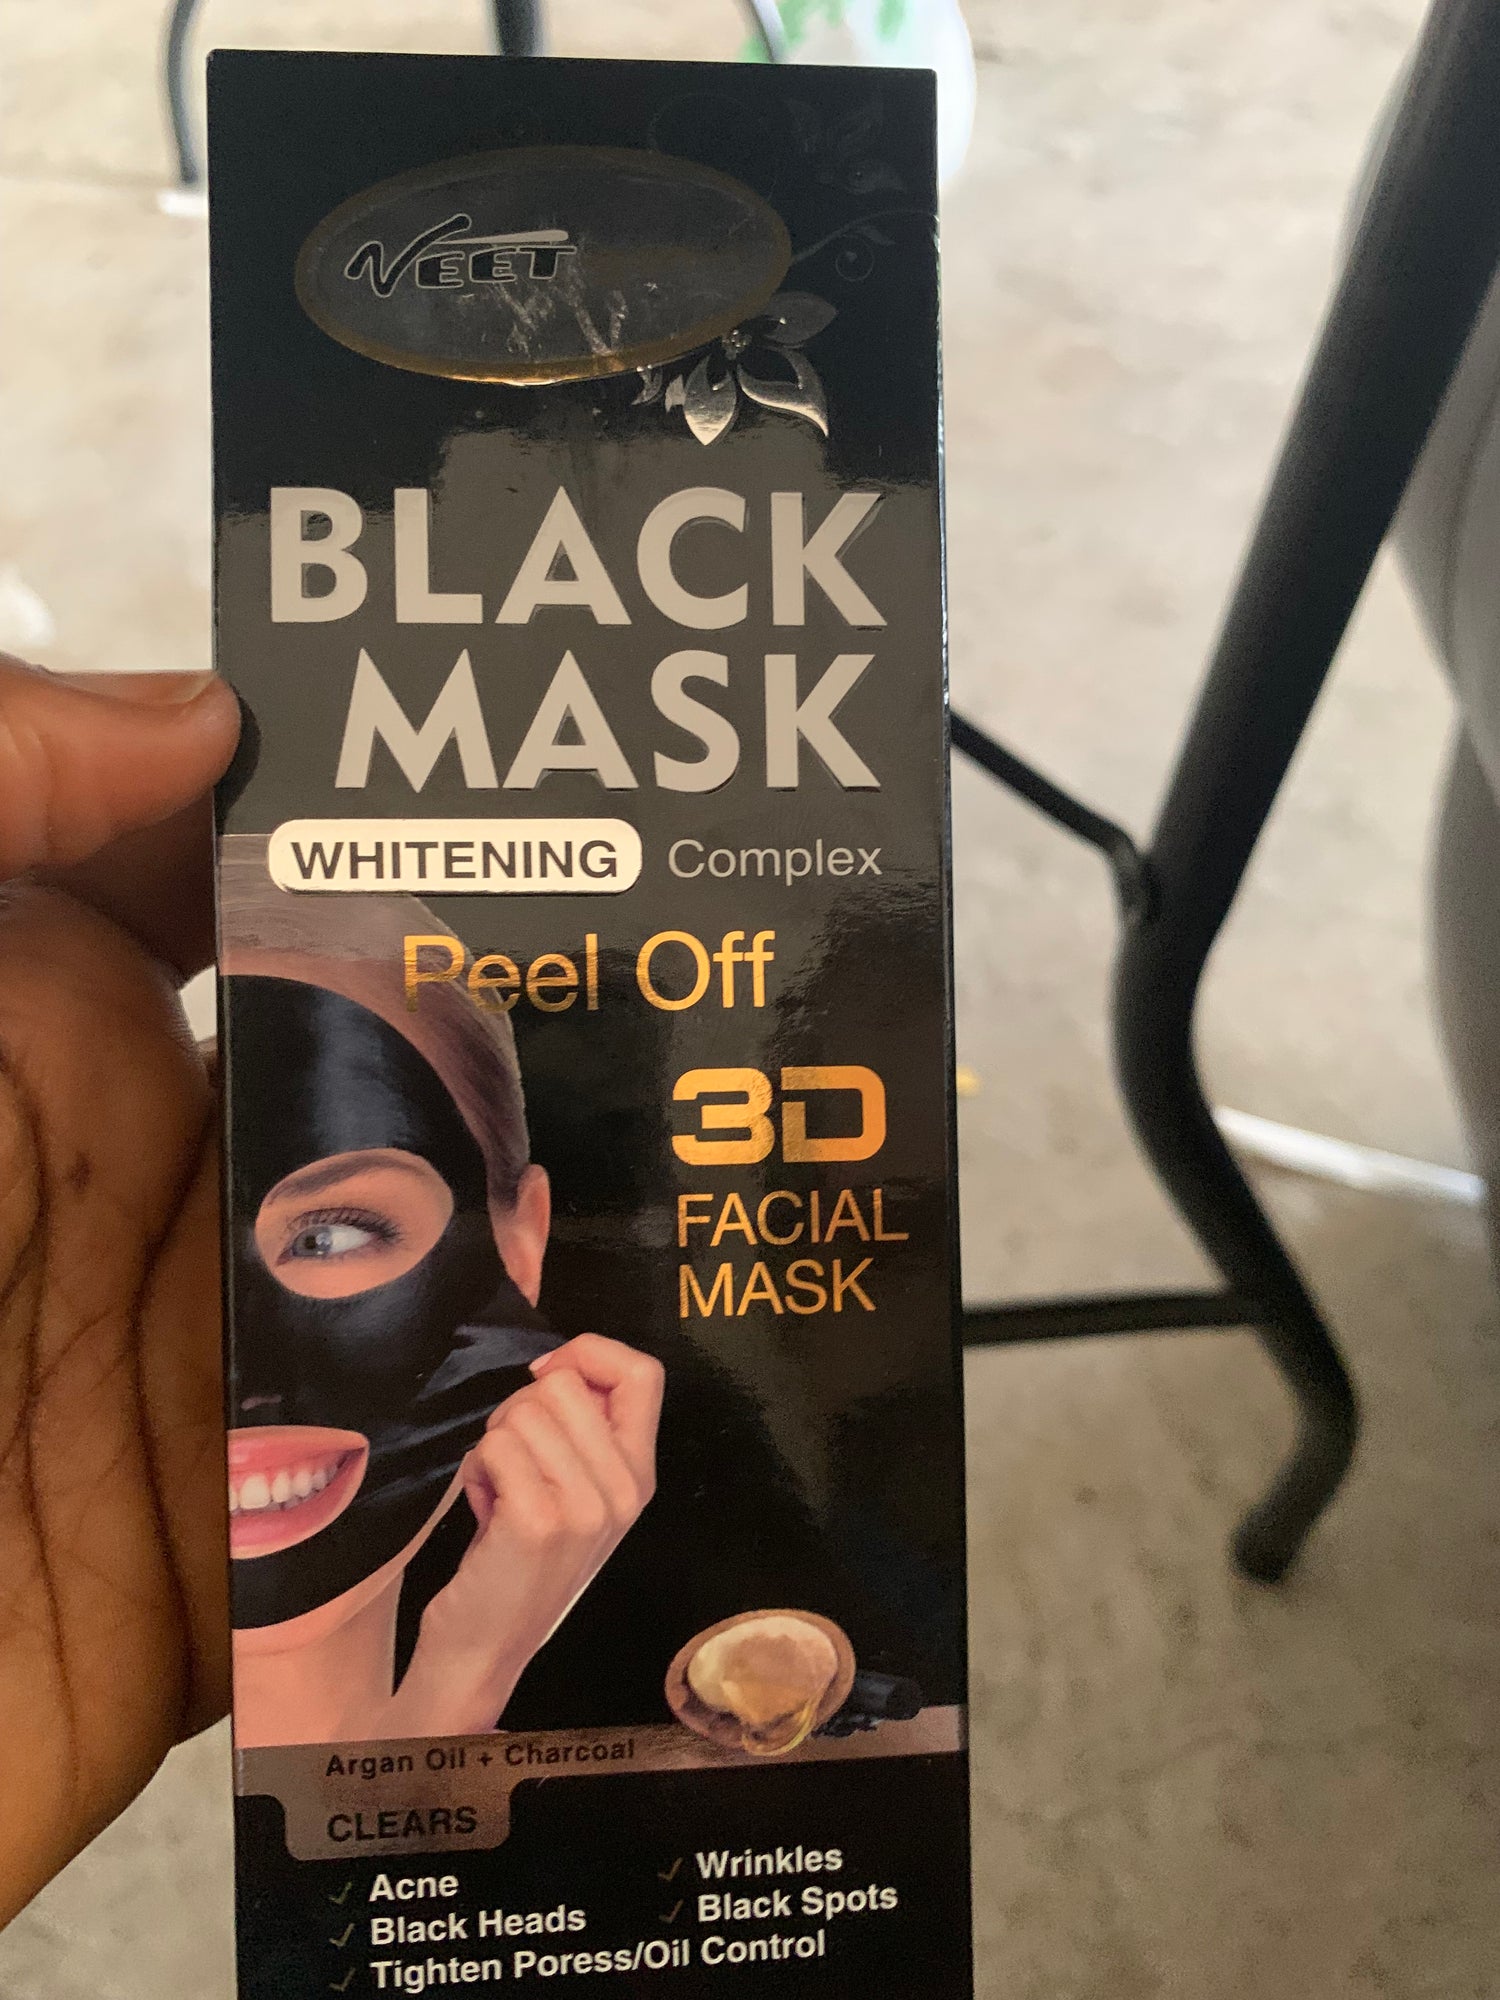 VEET
BLACK
MASK
WHITENING Complex
Peel Off
3D
FACIAL
MASK
Argan Oil + Charcoal
CLEARS
Acne
Wrinkles
Black Heads
Black Spots
Tighten Poress/Oil Control